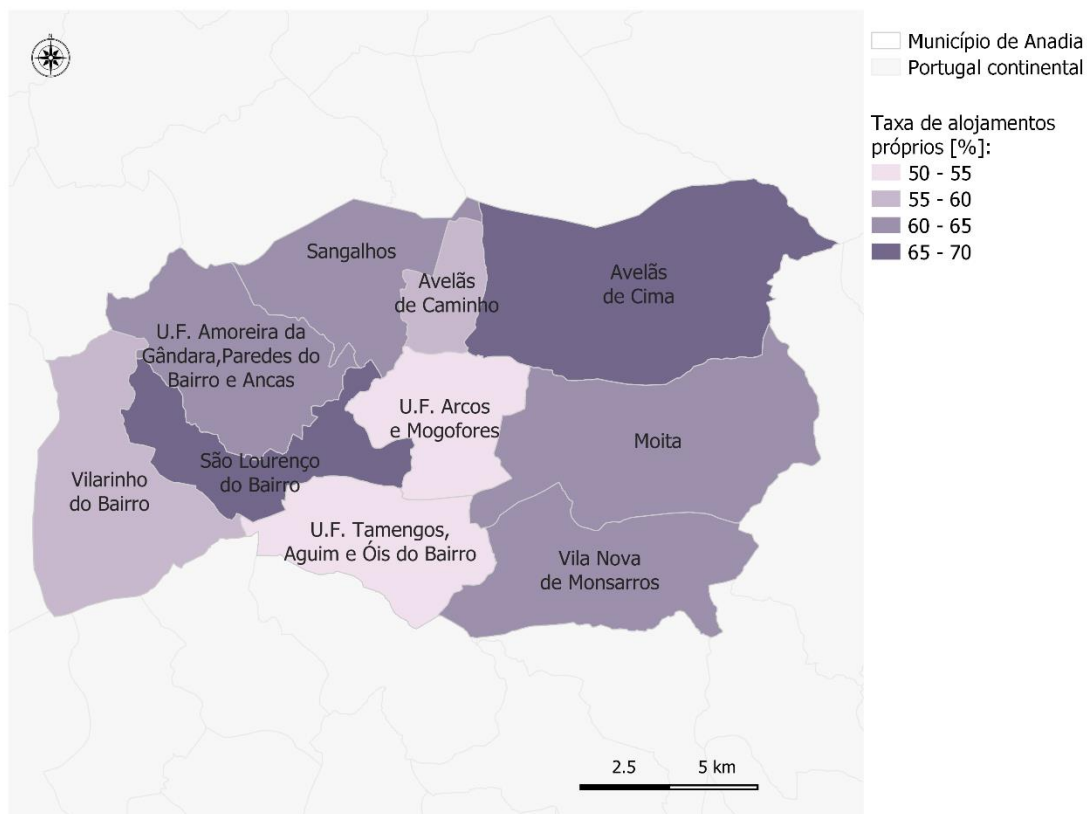 Município de Anadia
Portugal continental
Taxa de alojamentos
próprios [%]:
50 - 55
55 - 60
60 - 65
65 - 70
Sangalhos
Avelãs
de Caminho
Avelãs
de Cima
U.F. Amoreira da
Gândara,Paredes do
Bairro e Ancas
U.F. Arcos
e Mogofores
Moita
São Lourenço
do Bairro
Vilarinho
do Bairro
U.F. Tamengos,
Aguim e Óis do Bairro
Vila Nova
de Monsarros
2.5 5 km